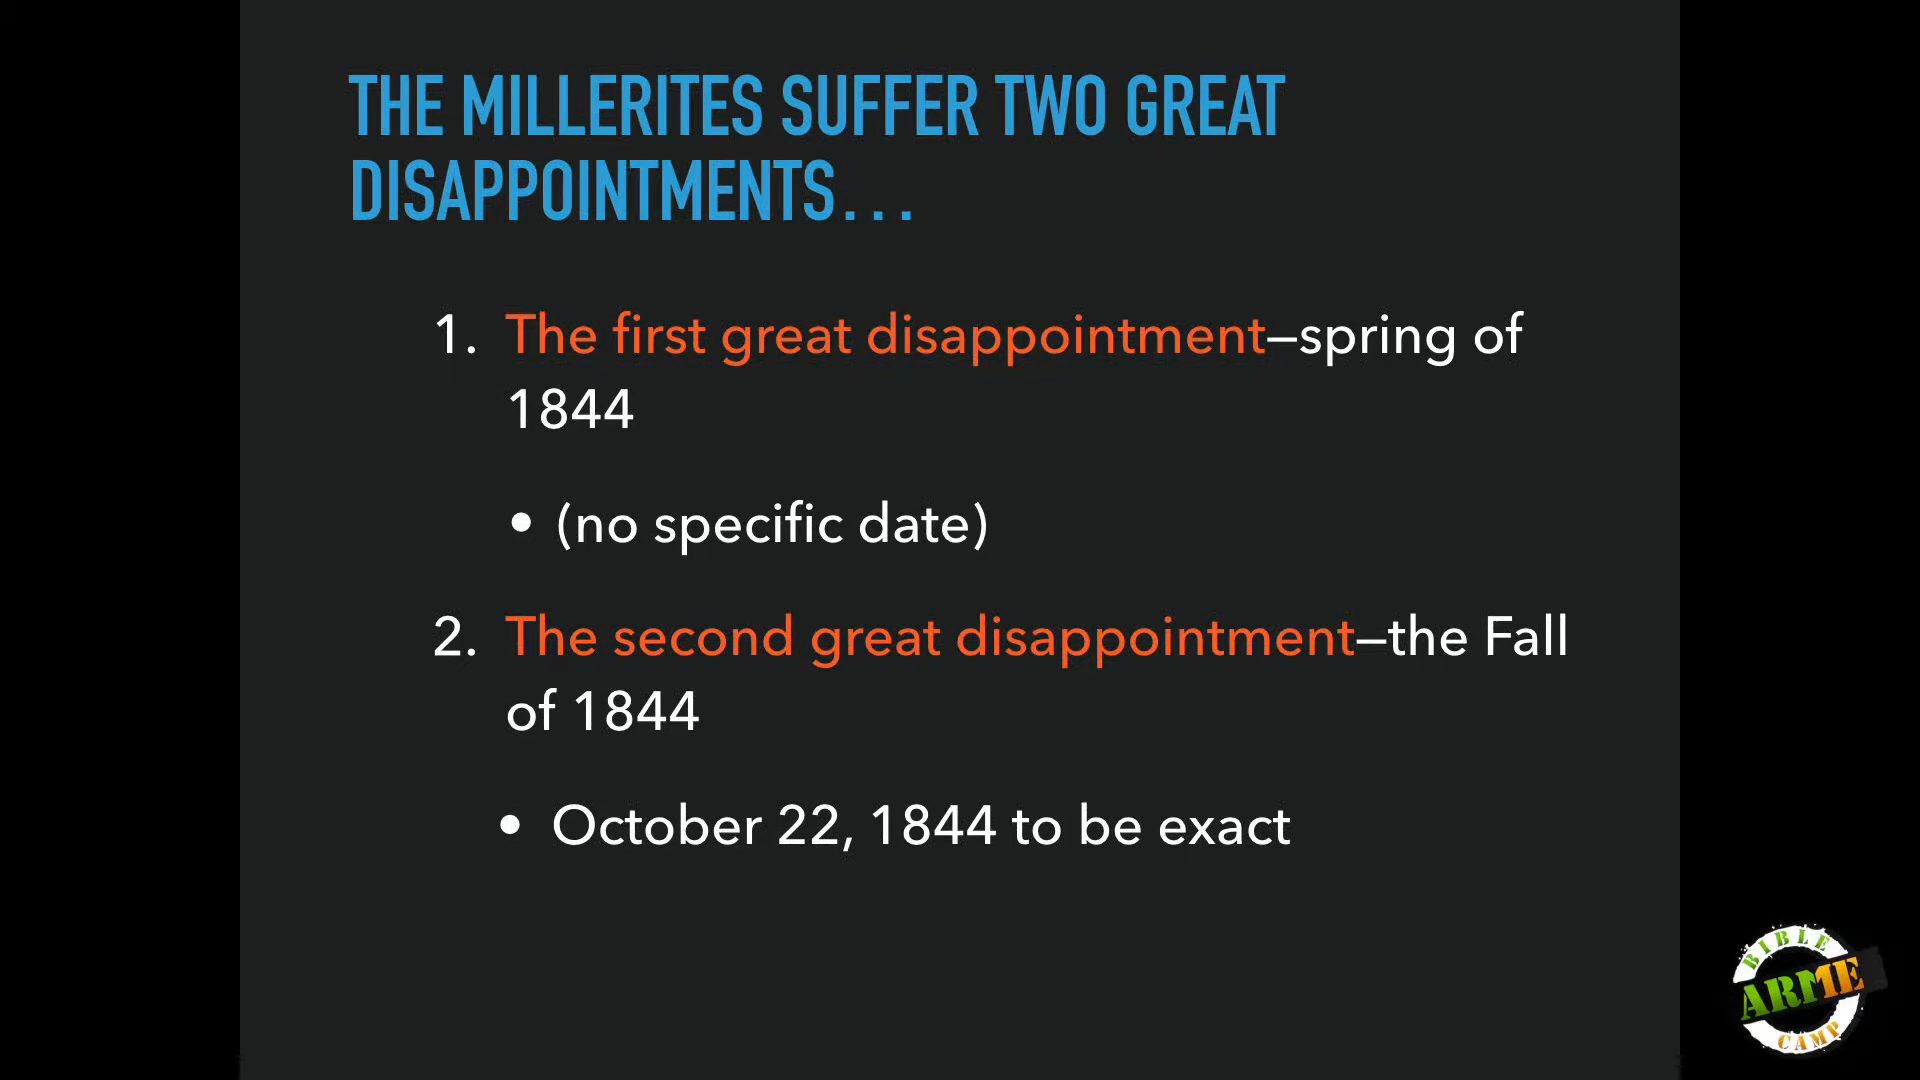 THE MILLERITES SUFFER TWO GREAT
DISAPPOINTMENTS...
1. The first great disappointment—spring of
1844
• (no specific date)
2. The second great disappointment—the Fall
of 1844
• October 22, 1844 to be exact
BIBLE
ARME
CAMP